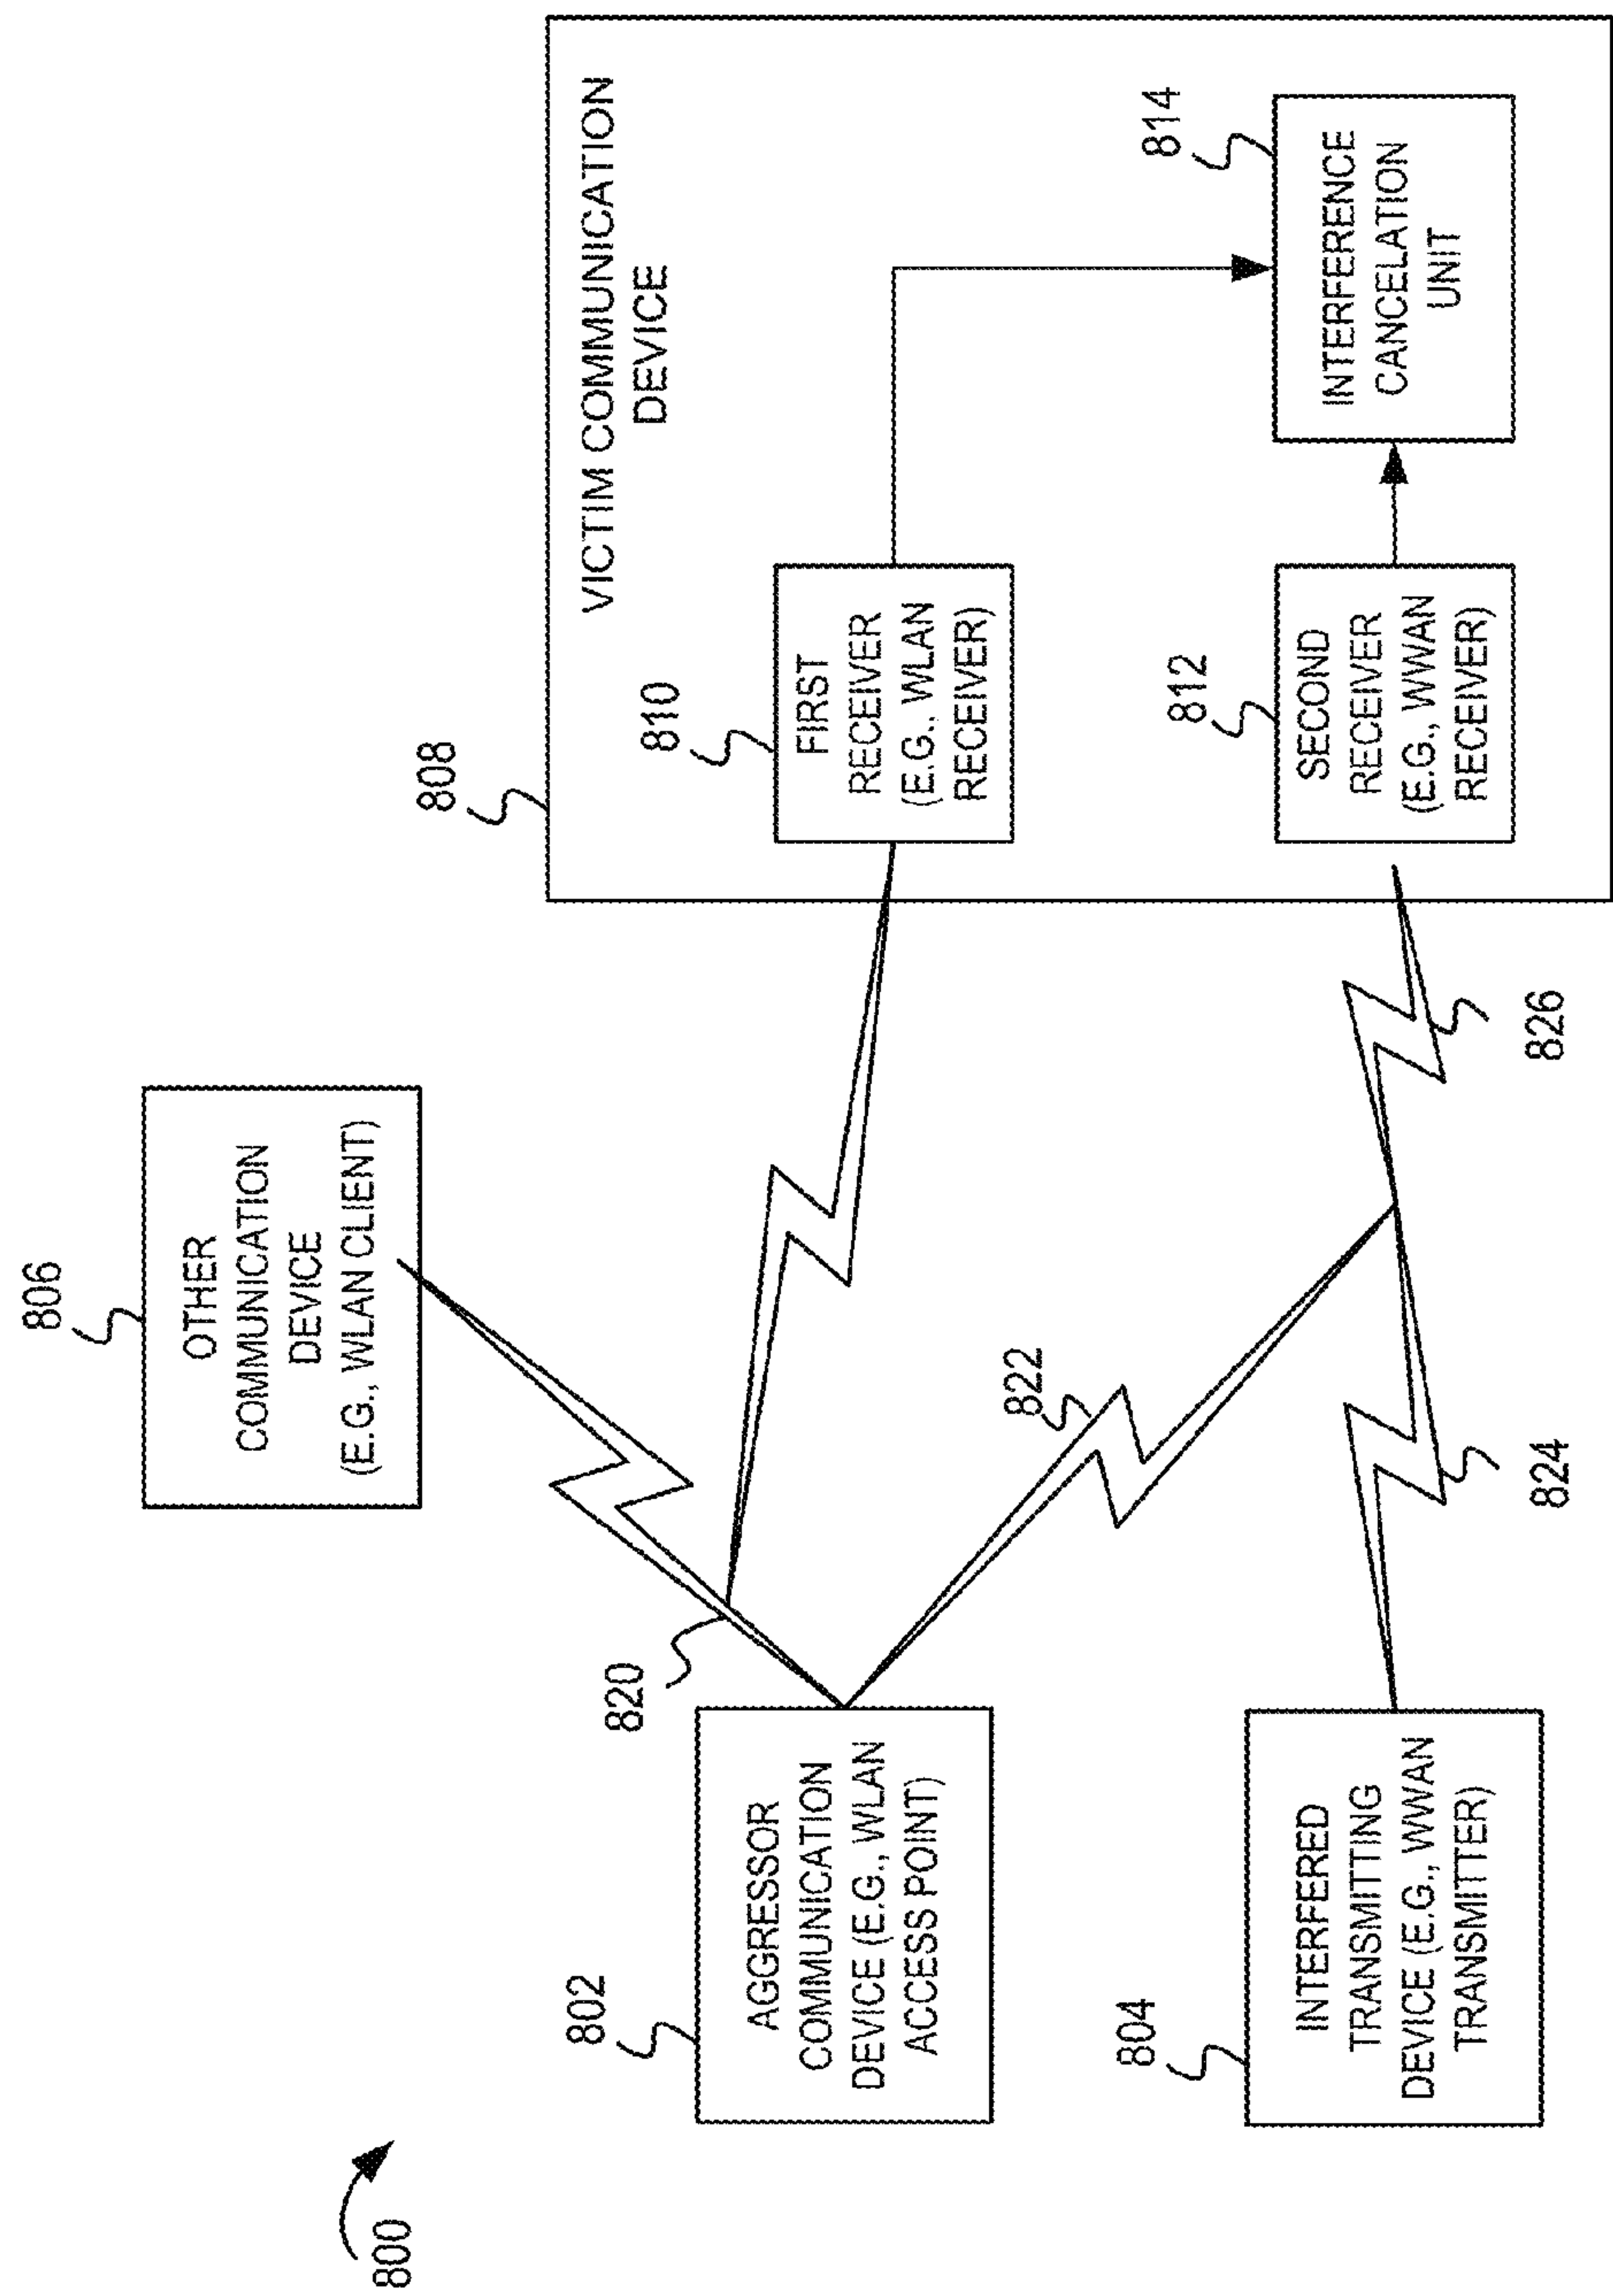 800
806
OTHER
COMMUNICATION
DEVICE
(E.G., WLAN CLIENT)
808
VICTIM COMMUNICATION
DEVICE
802
AGGRESSOR
COMMUNICATION
DEVICE (E.G., WLAN
ACCESS POINT)
820
810
FIRST
RECEIVER
(E.G., WLAN
RECEIVER)
822
804
INTERFERED
TRANSMITTING
DEVICE (E.G., WWAN
TRANSMITTER)
824
826
812
SECOND
RECEIVER
(E.G., WWAN
RECEIVER)
814
INTERFERENCE
CANCELATION
UNIT